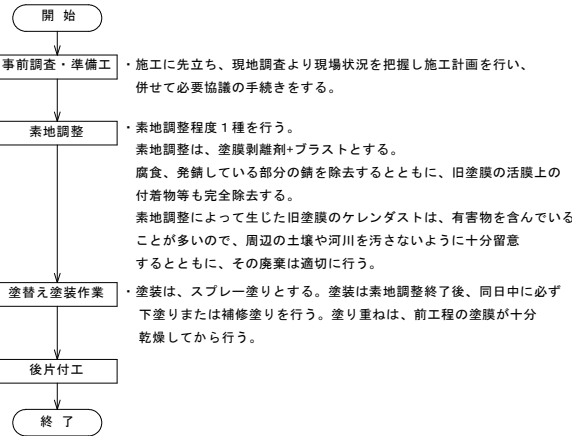 開 始
事前調査・準備工
・施工に先立ち、現地調査より現場状況を把握し施工計画を行い、
併せて必要協議の手続きをする。
素地調整
・素地調整程度１種を行う。
素地調整は、塗膜剥離剤+ブラストとする。
腐食、発錆している部分の錆を除去するとともに、旧塗膜の活膜上の
付着物等も完全除去する。
素地調整によって生じた旧塗膜のケレンダストは、有害物を含んでいる
ことが多いので、周辺の土壌や河川を汚さないように十分留意
するとともに、その廃棄は適切に行う。
塗替え塗装作業
・塗装は、スプレー塗りとする。塗装は素地調整終了後、同日中に必ず
下塗りまたは補修塗りを行う。塗り重ねは、前工程の塗膜が十分
乾燥してから行う。
後片付工
終 了